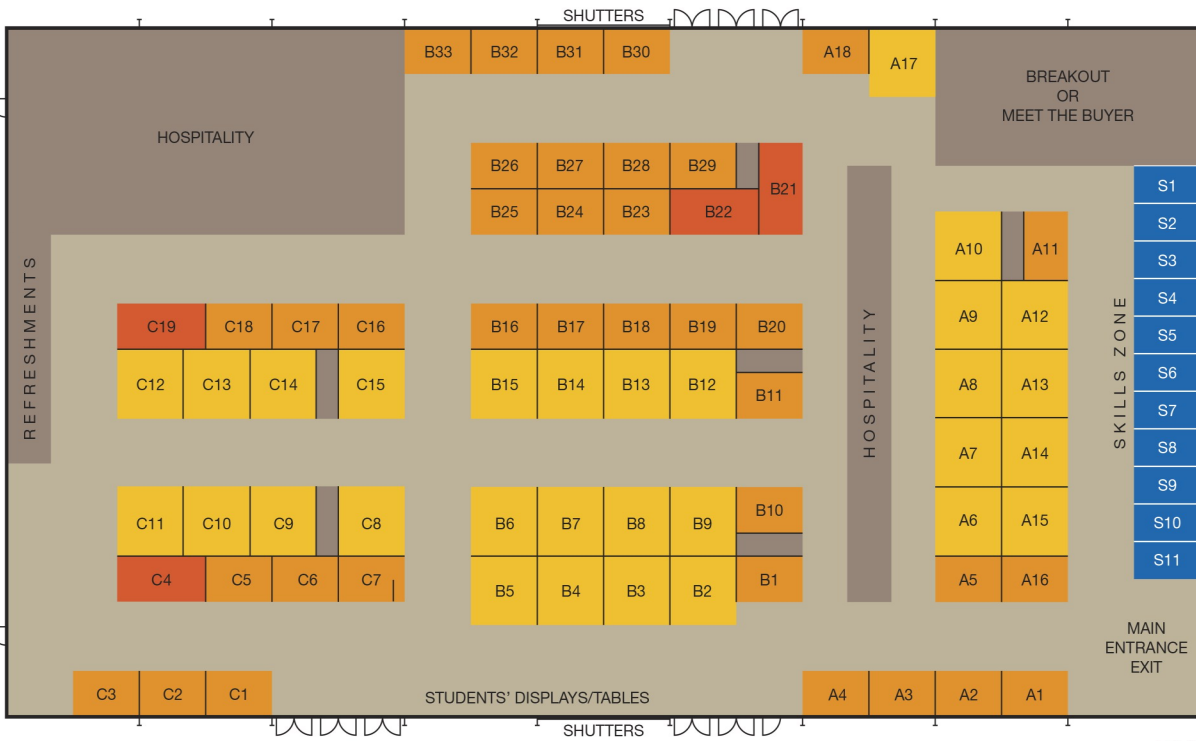 SHUTTERS
B33 B32 B31 B30 A18 A17
BREAKOUT
OR
MEET THE BUYER
HOSPITALITY
B26 B27 B28 B29 B21
B25 B24 B23 B22
S1
S2
S3
S4
S5
S6
S7
S8
S9
S10
S11
A10 A11
A9 A12
A8 A13
A7 A14
A6 A15
A5 A16
SKILLS ZONE
HOSPITALITY
REFRESHMENTS
C19 C18 C17 C16
C12 C13 C14 C15
B16 B17 B18 B19 B20
B15 B14 B13 B12 B11
C11 C10 C9 C8
C4 C5 C6 C7
B6 B7 B8 B9 B10
B5 B4 B3 B2 B1
MAIN
ENTRANCE
EXIT
C3 C2 C1
STUDENTS' DISPLAYS/TABLES
A4 A3 A2 A1
SHUTTERS